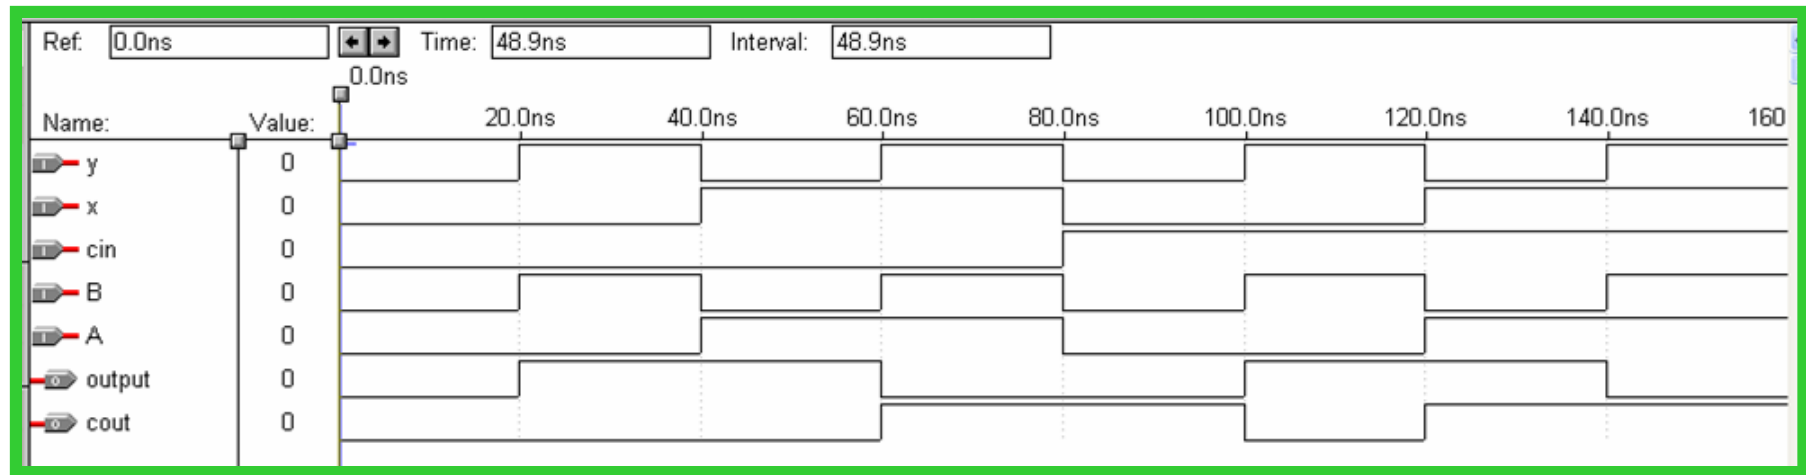 Ref: 0.0ns Time: 48.9ns Interval: 48.9ns
0.0ns
Name: Value: 20.0ns 40.0ns 60.0ns 80.0ns 100.0ns 120.0ns 140.0ns 160
y 0
x 0
cin 0
B 0
A 0
output 0
cout 0